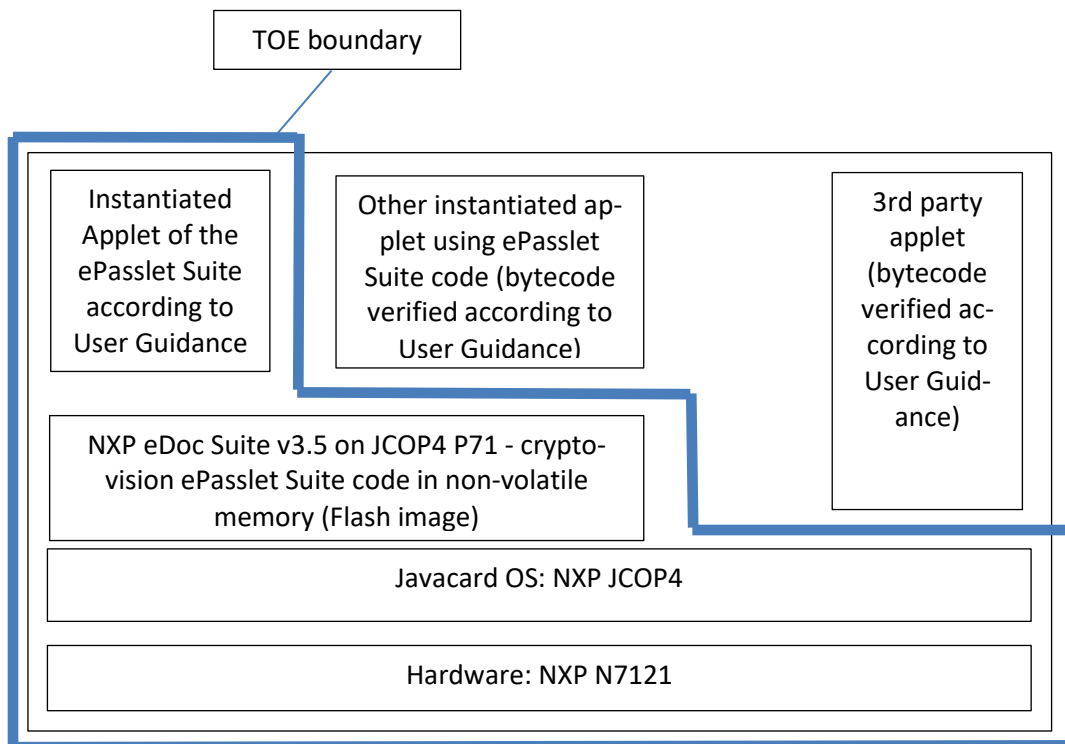 TOE boundary
Instantiated
Applet of the
ePasslet Suite
according to
User Guidance
Other instantiated ap-
plet using ePasslet
Suite code (bytecode
verified according to
User Guidance)
3rd party
applet
(bytecode
verified ac-
cording to
User Guid-
ance)
NXP eDoc Suite v3.5 on JCOP4 P71 - crypto-
vision ePasslet Suite code in non-volatile
memory (Flash image)
Javacard OS: NXP JCOP4
Hardware: NXP N7121